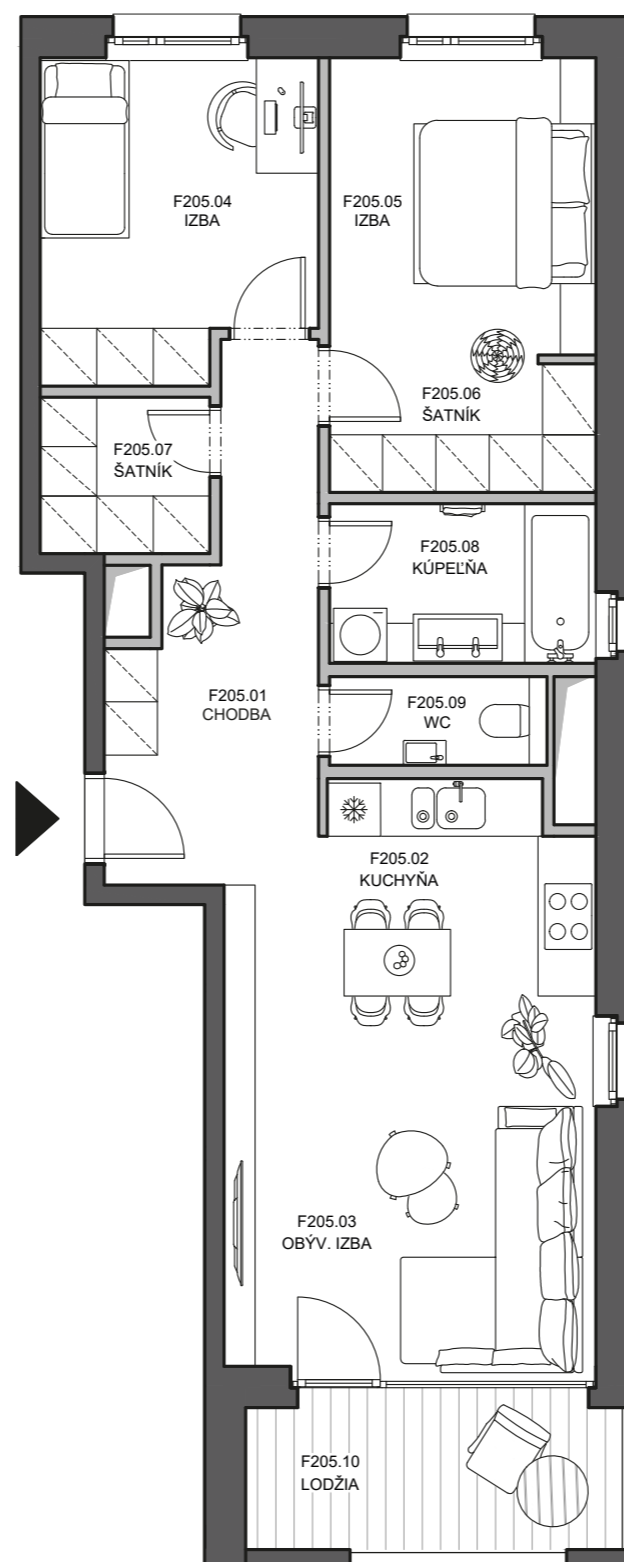 F205.04
IZBA
F205.05
IZBA
F205.06
ŠATNÍK
F205.07
ŠATNÍK
F205.08
KÚPEĽŇA
F205.01
CHODBA
F205.09
WC
F205.02
KUCHYŇA
F205.03
OBÝV. IZBA
F205.10
LODŽIA